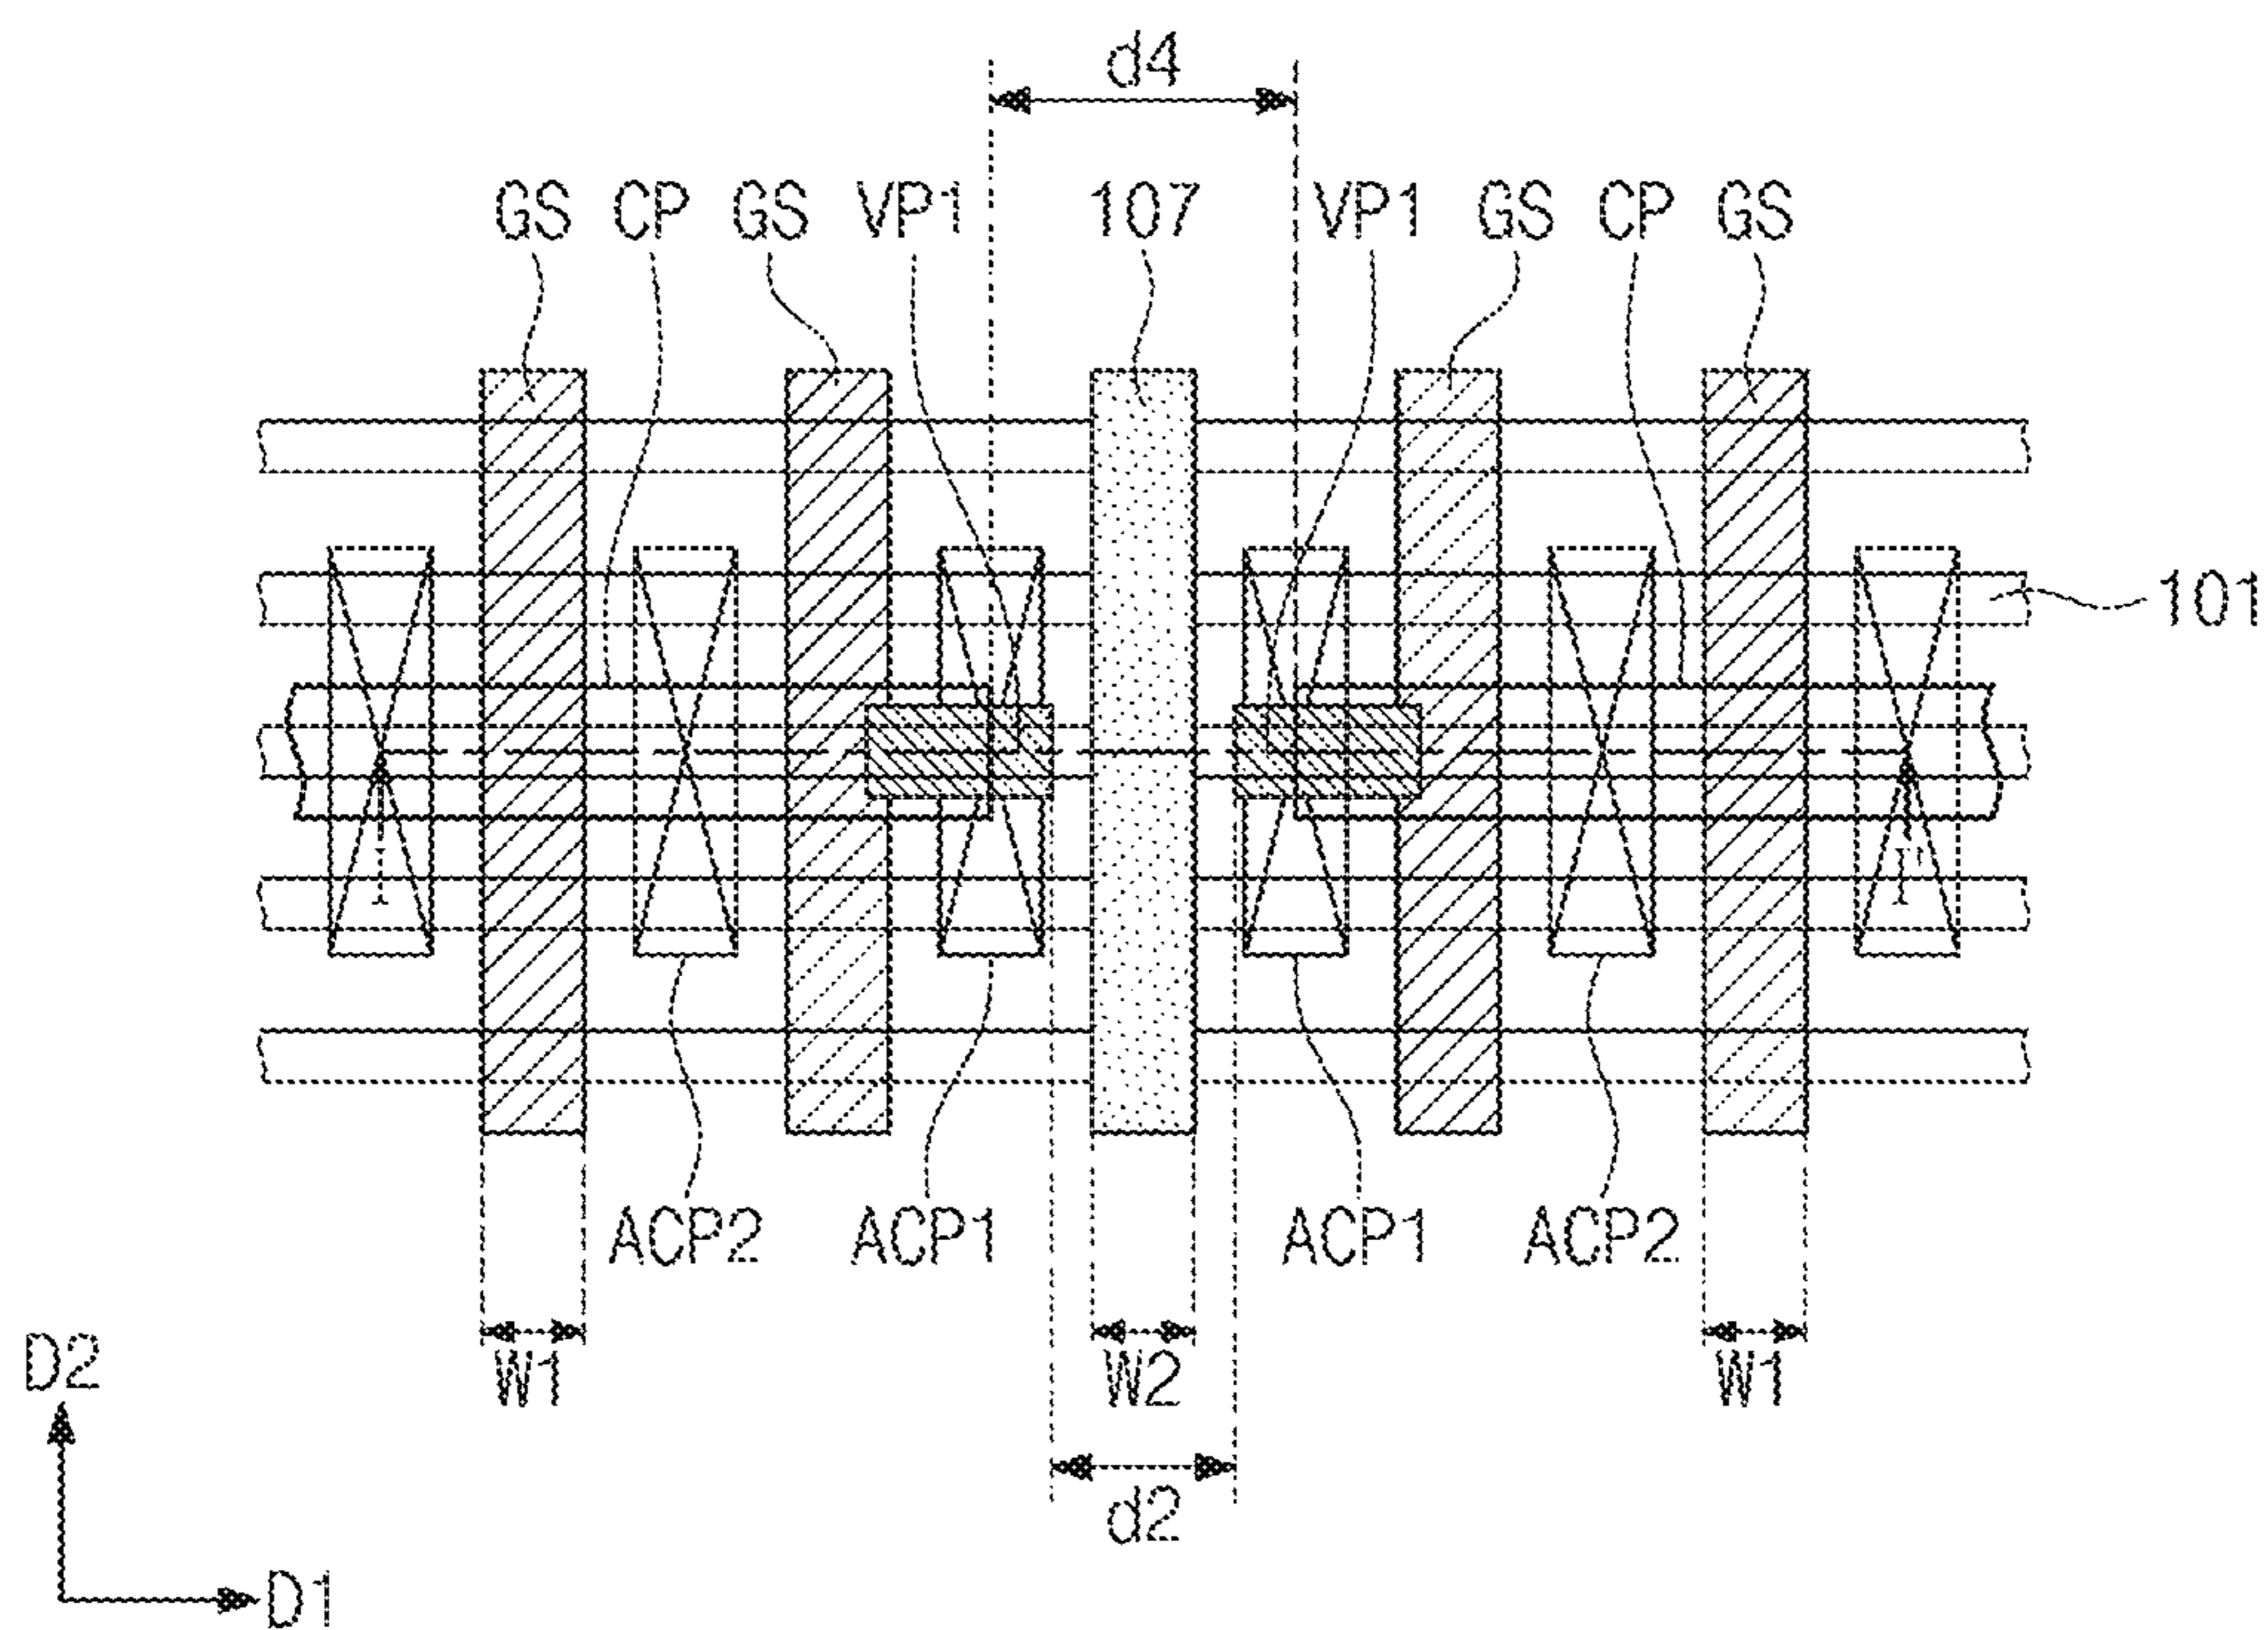 d4
GS CP GS VP1 107 VP1 GS CP GS
101
I I'
ACP2 ACP1 ACP1 ACP2
W1 W2 W1
D2
d2
D1